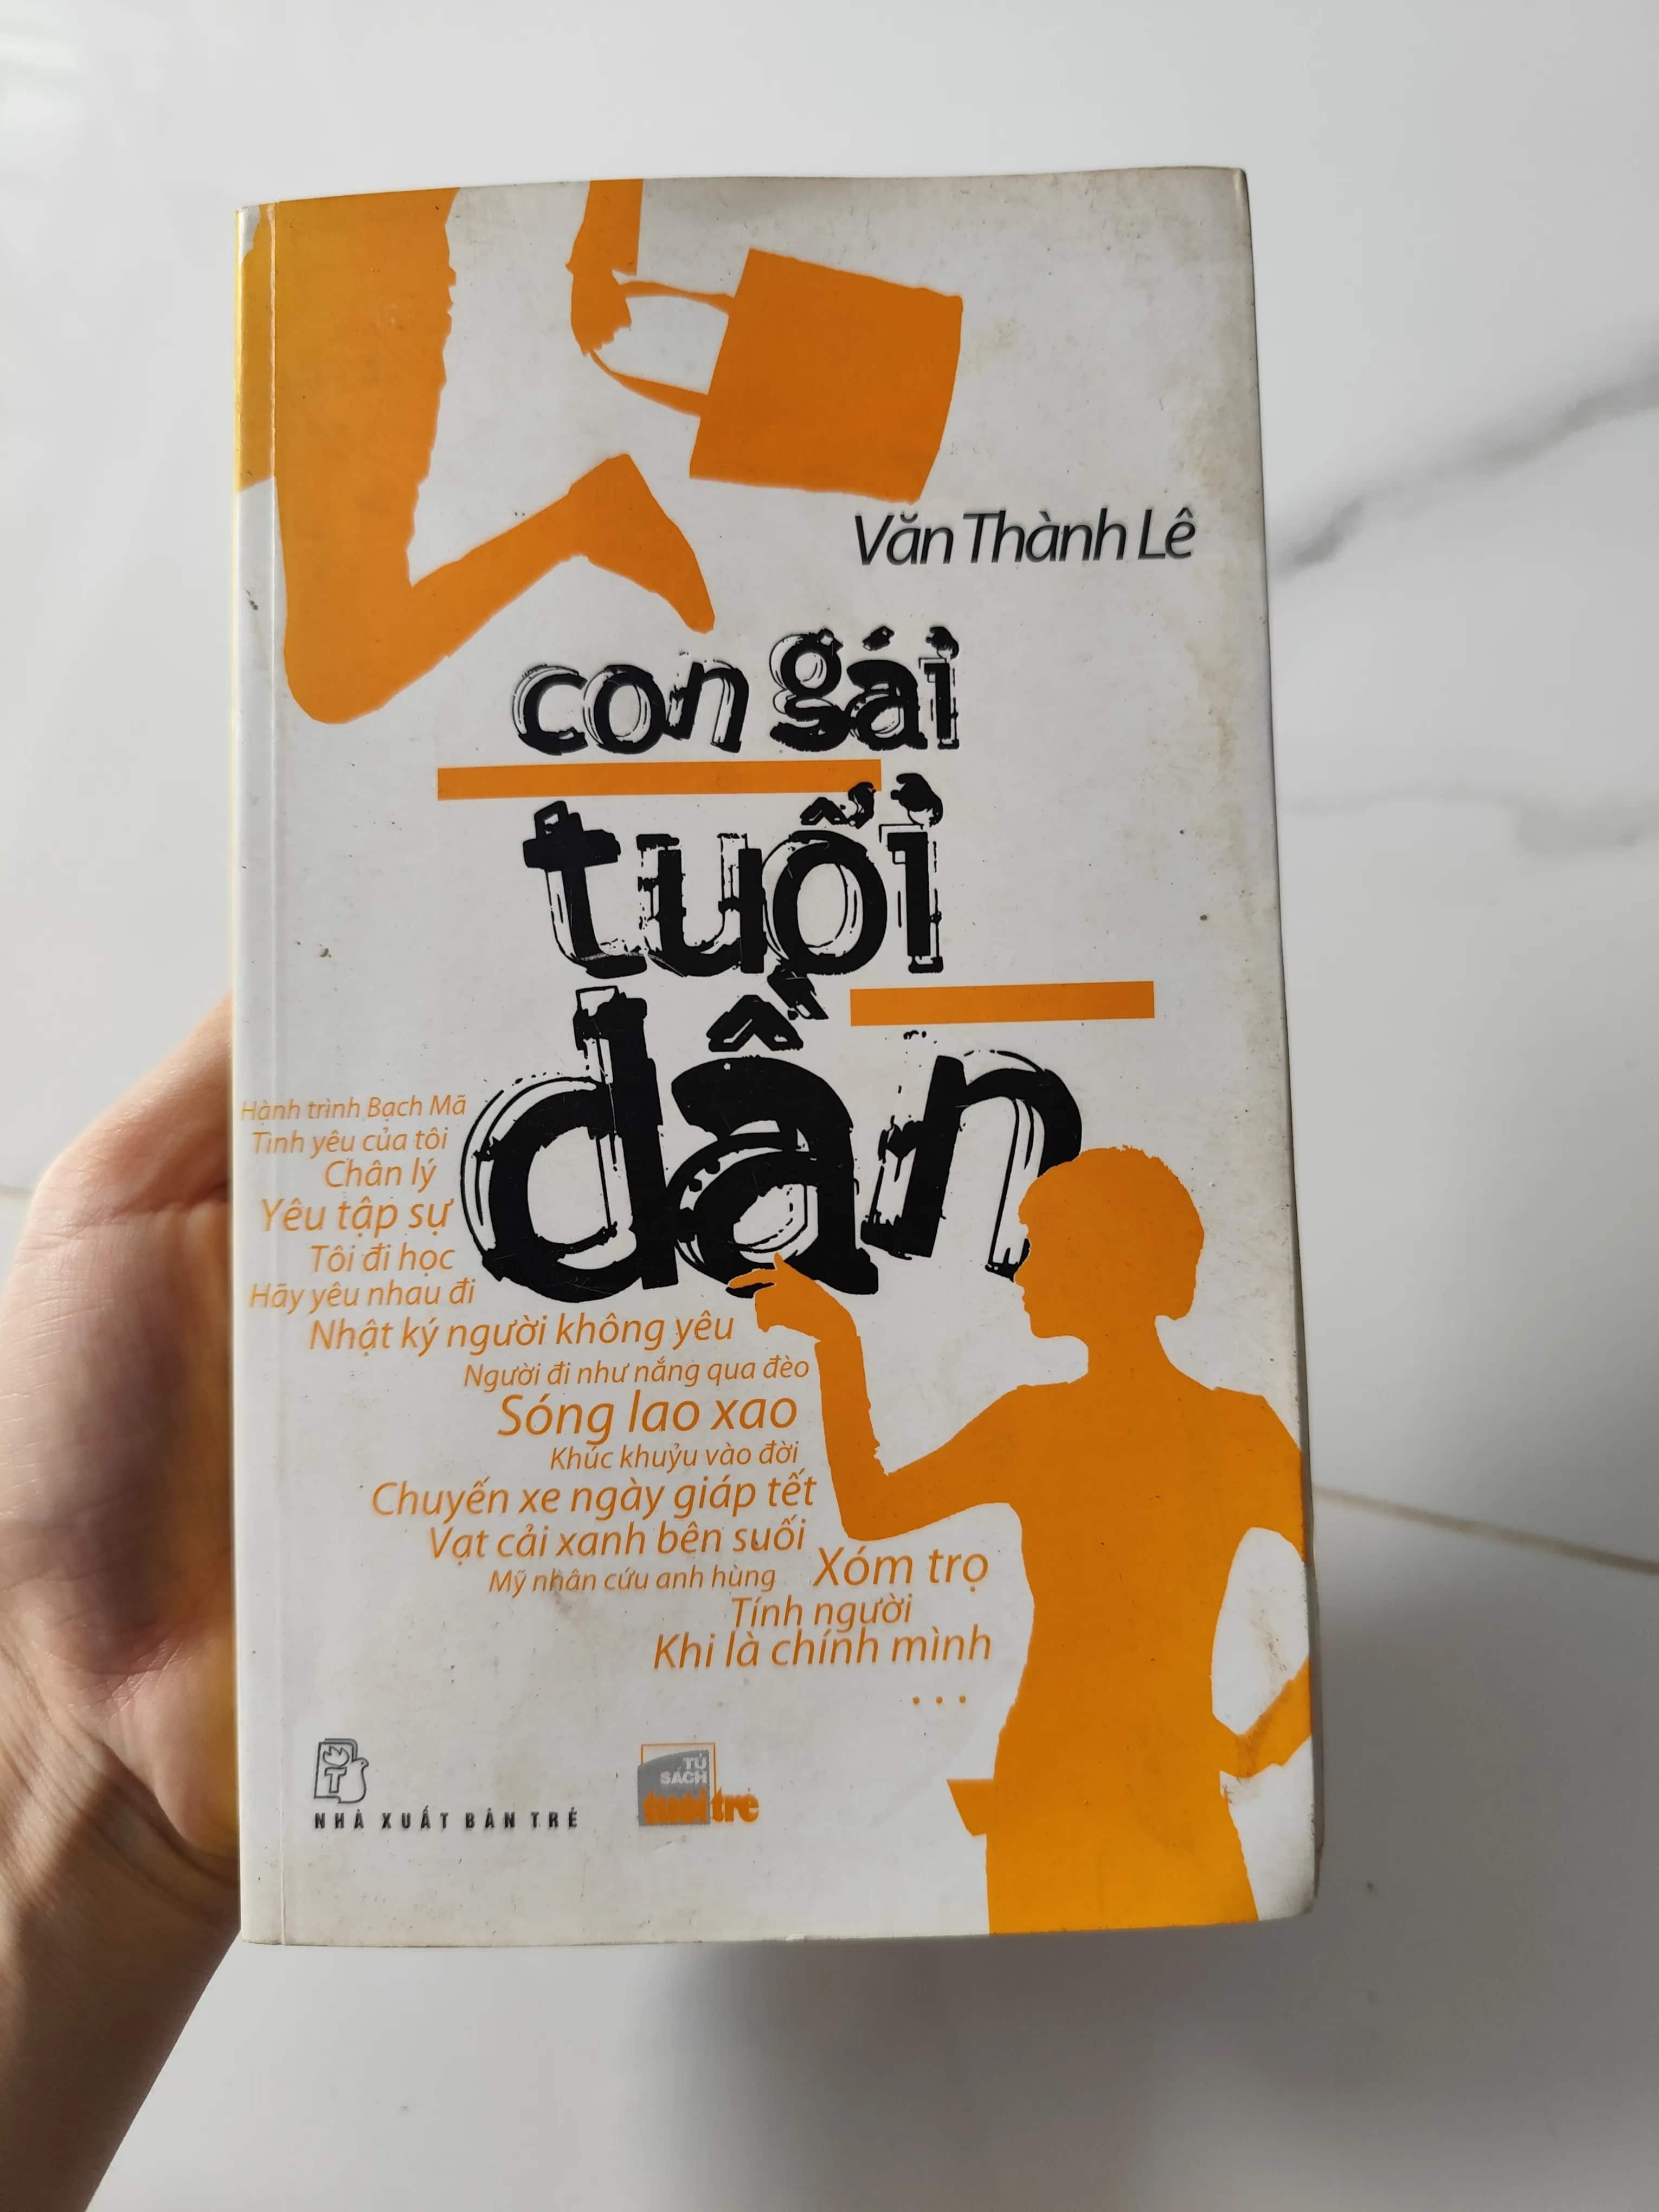 Văn Thành Lê
con gái
tuổi
dần
Hành trình Bạch Mã
Tình yêu của tôi
Chân lý
Yêu tập sự
Tôi đi học
Hãy yêu nhau đi
Nhật ký người không yêu
Người đi như nắng qua đèo
Sóng lao xao
Khúc khuỷu vào đời
Chuyến xe ngày giáp tết
Vạt cải xanh bên suối
Mỹ nhân cứu anh hùng
Xóm trọ
Tính người
Khi là chính mình
...
T
NHÀ XUẤT BẢN TRẺ
TỦ
SÁCH
tuổi trẻ